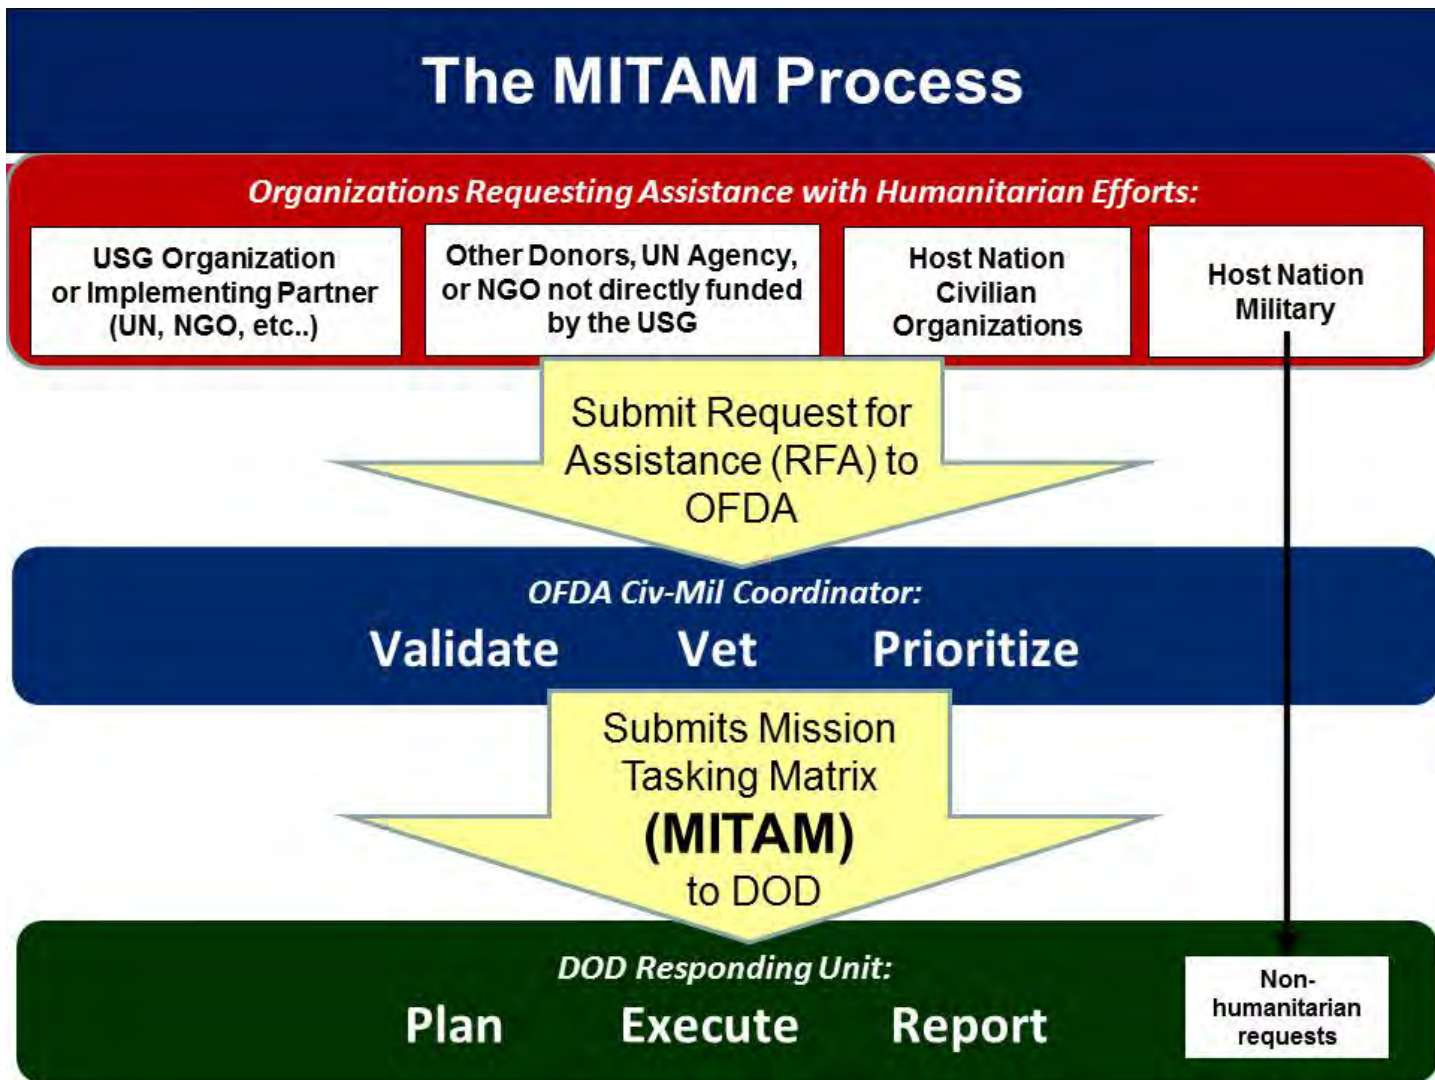 The MITAM Process
Organizations Requesting Assistance with Humanitarian Efforts:
USG Organization
or Implementing Partner
(UN, NGO, etc..)
Other Donors, UN Agency,
or NGO not directly funded
by the USG
Host Nation
Civilian
Organizations
Host Nation
Military
Submit Request for
Assistance (RFA) to
OFDA
OFDA Civ-Mil Coordinator:
Validate Vet Prioritize
Submits Mission
Tasking Matrix
(MITAM)
to DOD
DOD Responding Unit:
Plan Execute Report
Non-
humanitarian
requests